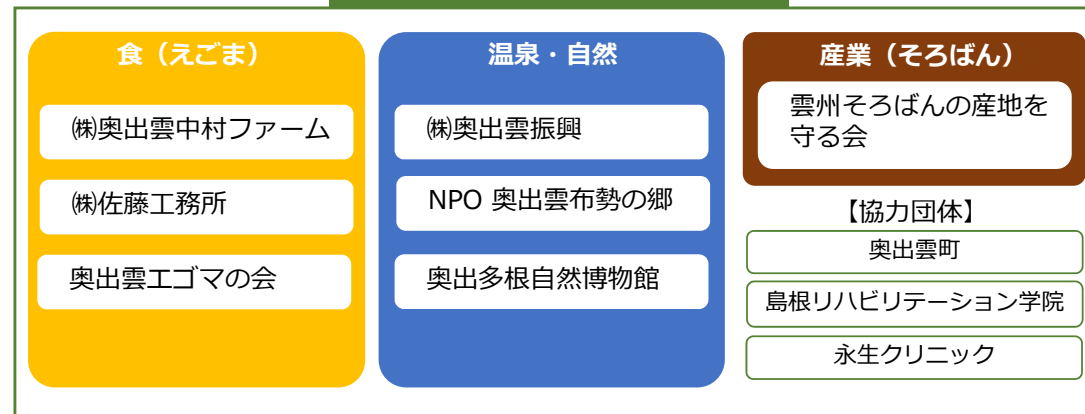 食（えごま）
㈱奥出雲中村ファーム
㈱佐藤工務所
奥出雲エゴマの会
温泉・自然
㈱奥出雲振興
NPO 奥出雲布勢の郷
奥出多根自然博物館
産業（そろばん）
雲州そろばんの産地を
守る会
【協力団体】
奥出雲町
島根リハビリテーション学院
永生クリニック